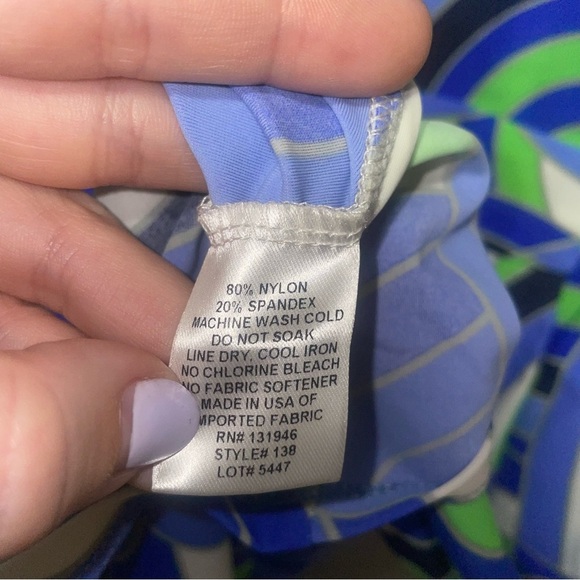 80% NYLON
20% SPANDEX
MACHINE WASH COLD
DO NOT SOAK
LINE DRY, COOL IRON
NO CHLORINE BLEACH
NO FABRIC SOFTENER
MADE IN USA OF
IMPORTED FABRIC
RN# 131946
STYLE# 138
LOT# 5447